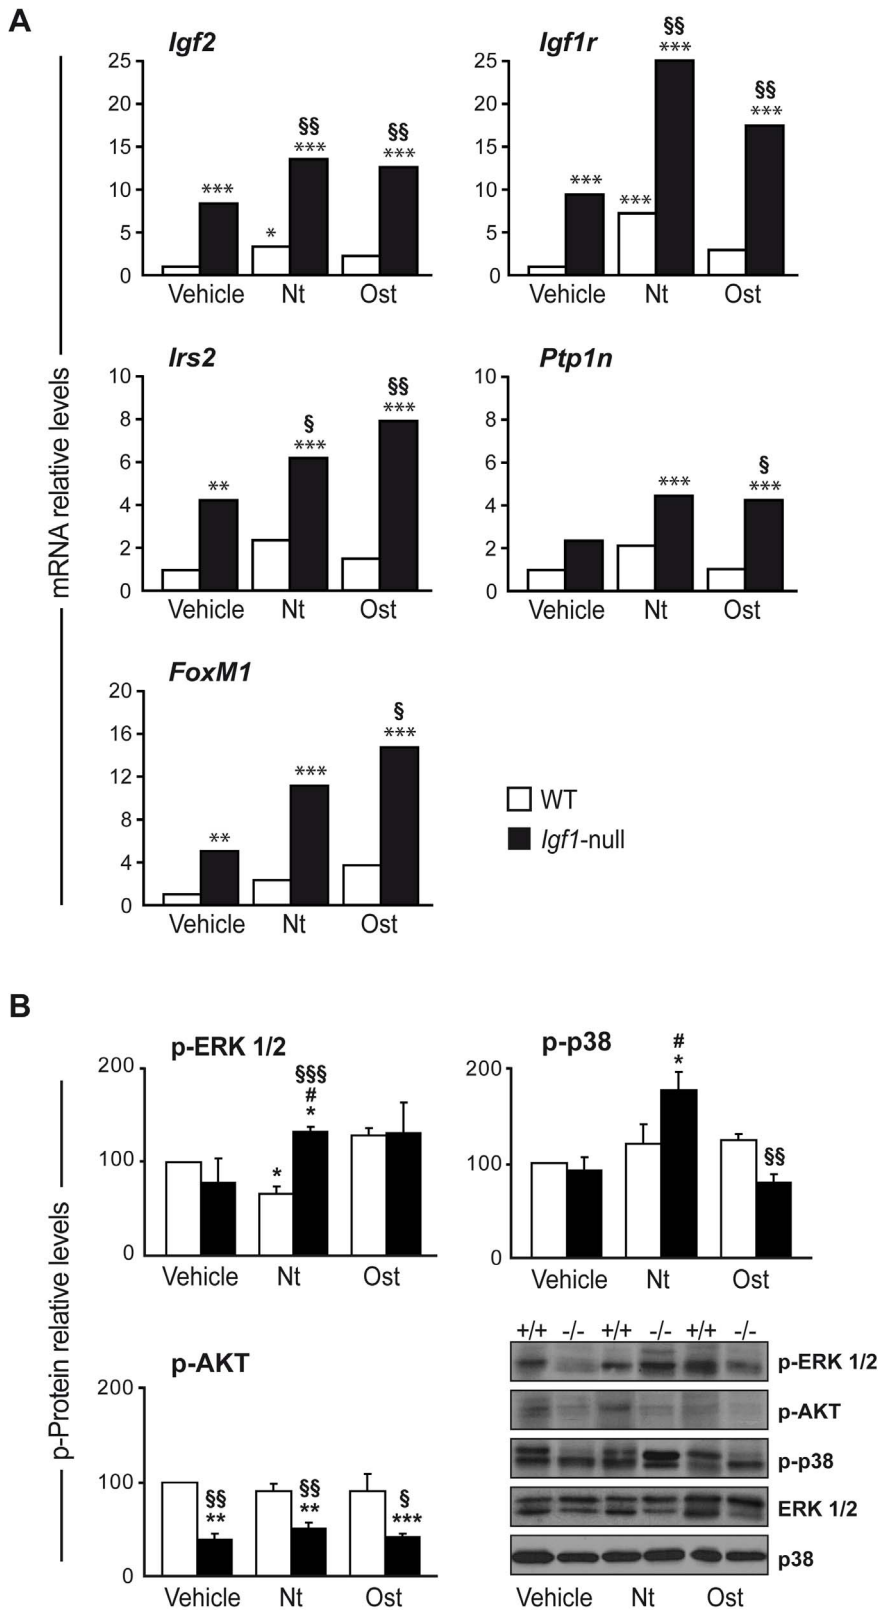 A
Igf2
25
20
15
10
5
0
***
*
§§
***
§§
***
Vehicle Nt Ost
Igf1r
25
20
15
10
5
0
***
***
§§
***
§§
***
Vehicle Nt Ost
mRNA relative levels
Irs2
10
8
6
4
2
0
**
§
***
§§
***
Vehicle Nt Ost
Ptp1n
10
8
6
4
2
0
***
§
***
Vehicle Nt Ost
FoxM1
20
16
12
8
4
0
**
***
§
***
Vehicle Nt Ost
WT
Igf1-null
B
p-ERK 1/2
200
100
0
*
§§§
#
*
Vehicle Nt Ost
p-p38
200
100
0
#
*
§§
Vehicle Nt Ost
p-Protein relative levels
p-AKT
200
100
0
§§
**
§§
**
§
***
Vehicle Nt Ost
+/+ -/- +/+ -/- +/+ -/-
p-ERK 1/2
p-AKT
p-p38
ERK 1/2
p38
Vehicle Nt Ost